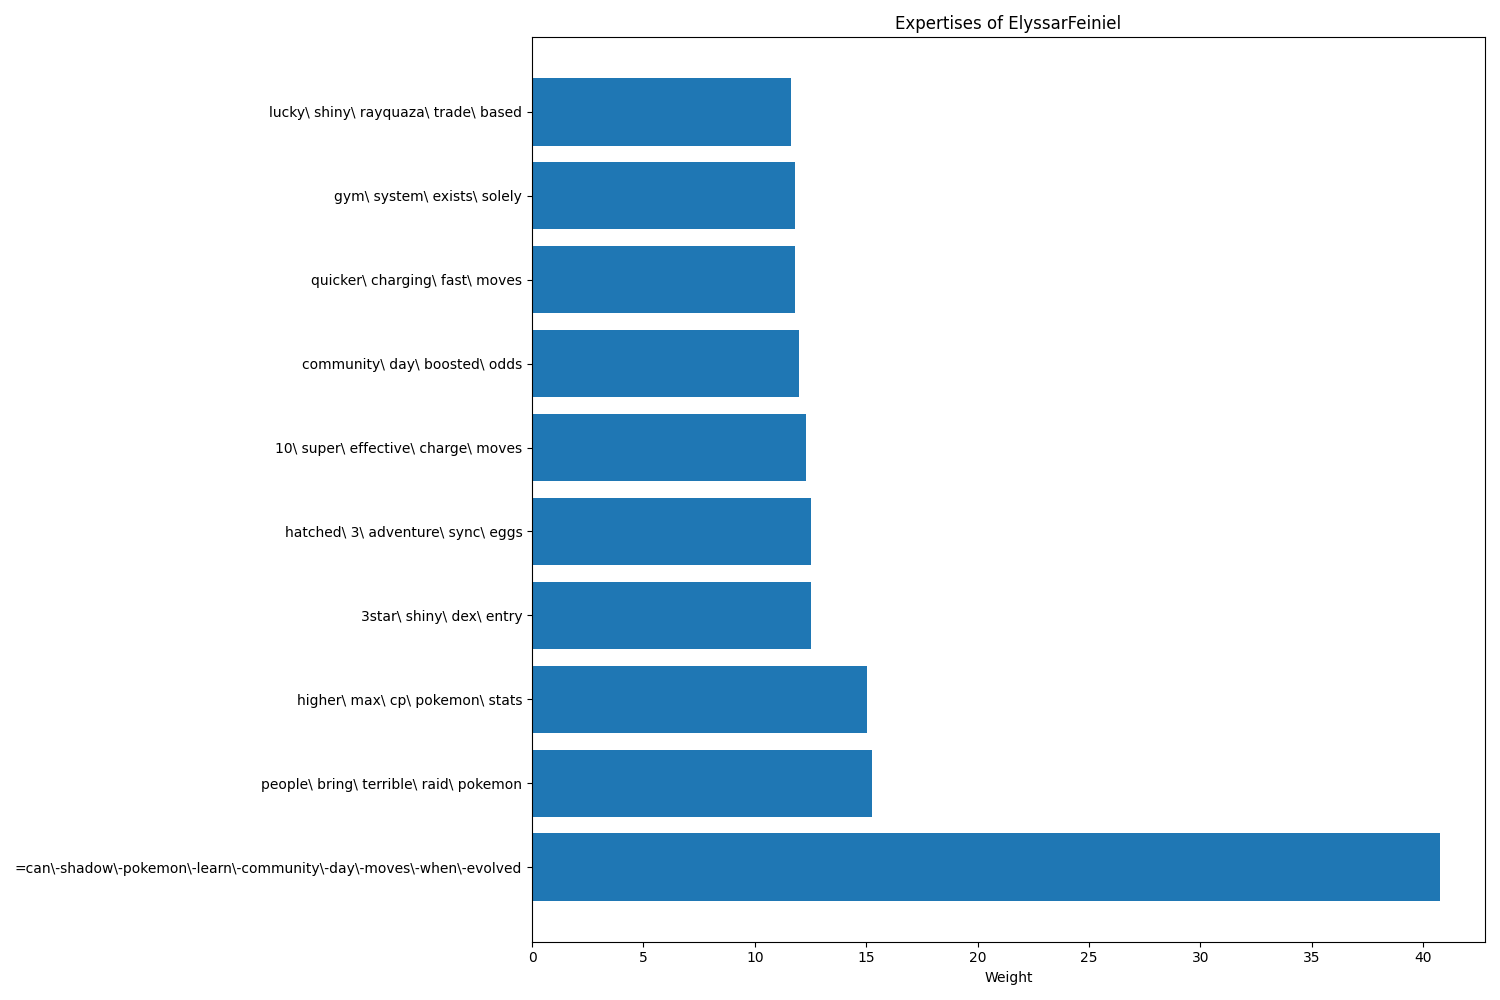 Expertises of ElyssarFeiniel
lucky\ shiny\ rayquaza\ trade\ based
gym\ system\ exists\ solely
quicker\ charging\ fast\ moves
community\ day\ boosted\ odds
10\ super\ effective\ charge\ moves
hatched\ 3\ adventure\ sync\ eggs
3star\ shiny\ dex\ entry
higher\ max\ cp\ pokemon\ stats
people\ bring\ terrible\ raid\ pokemon
=can\-shadow\-pokemon\-learn\-community\-day\-moves\-when\-evolved
0 5 10 15 20 25 30 35 40
Weight